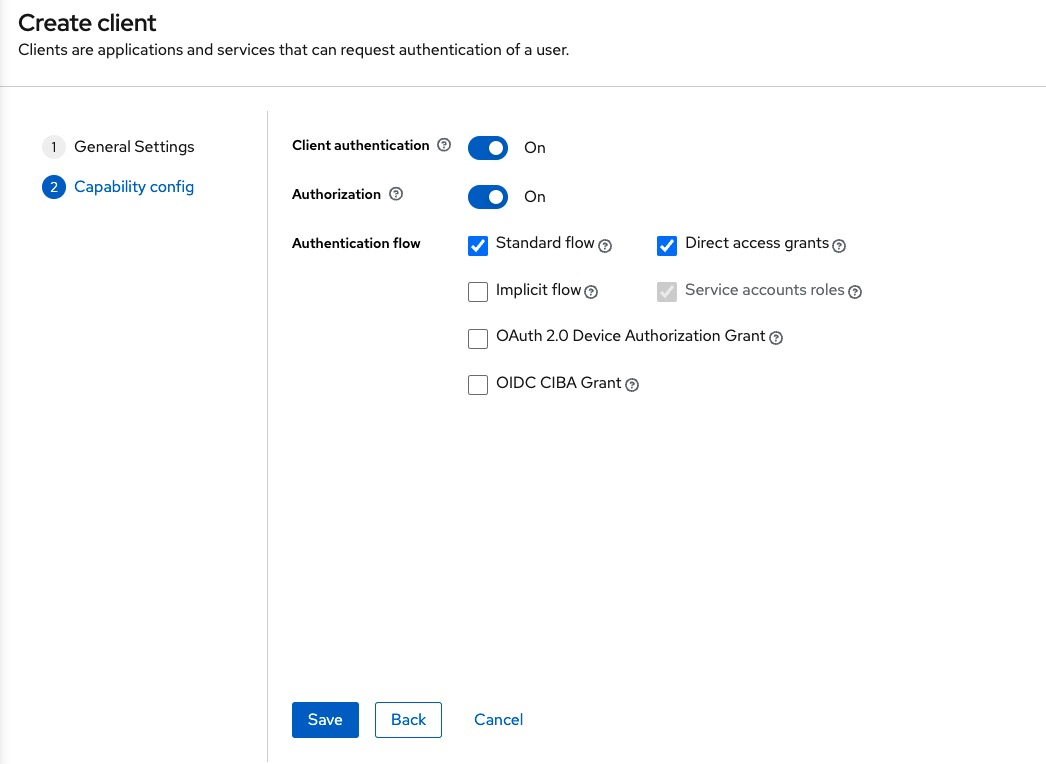 Create client
Clients are applications and services that can request authentication of a user.
1 General Settings
2 Capability config
Client authentication ? On
Authorization ? On
Authentication flow
Standard flow ? Direct access grants ?
Implicit flow ? Service accounts roles ?
OAuth 2.0 Device Authorization Grant ?
OIDC CIBA Grant ?
Save Back Cancel